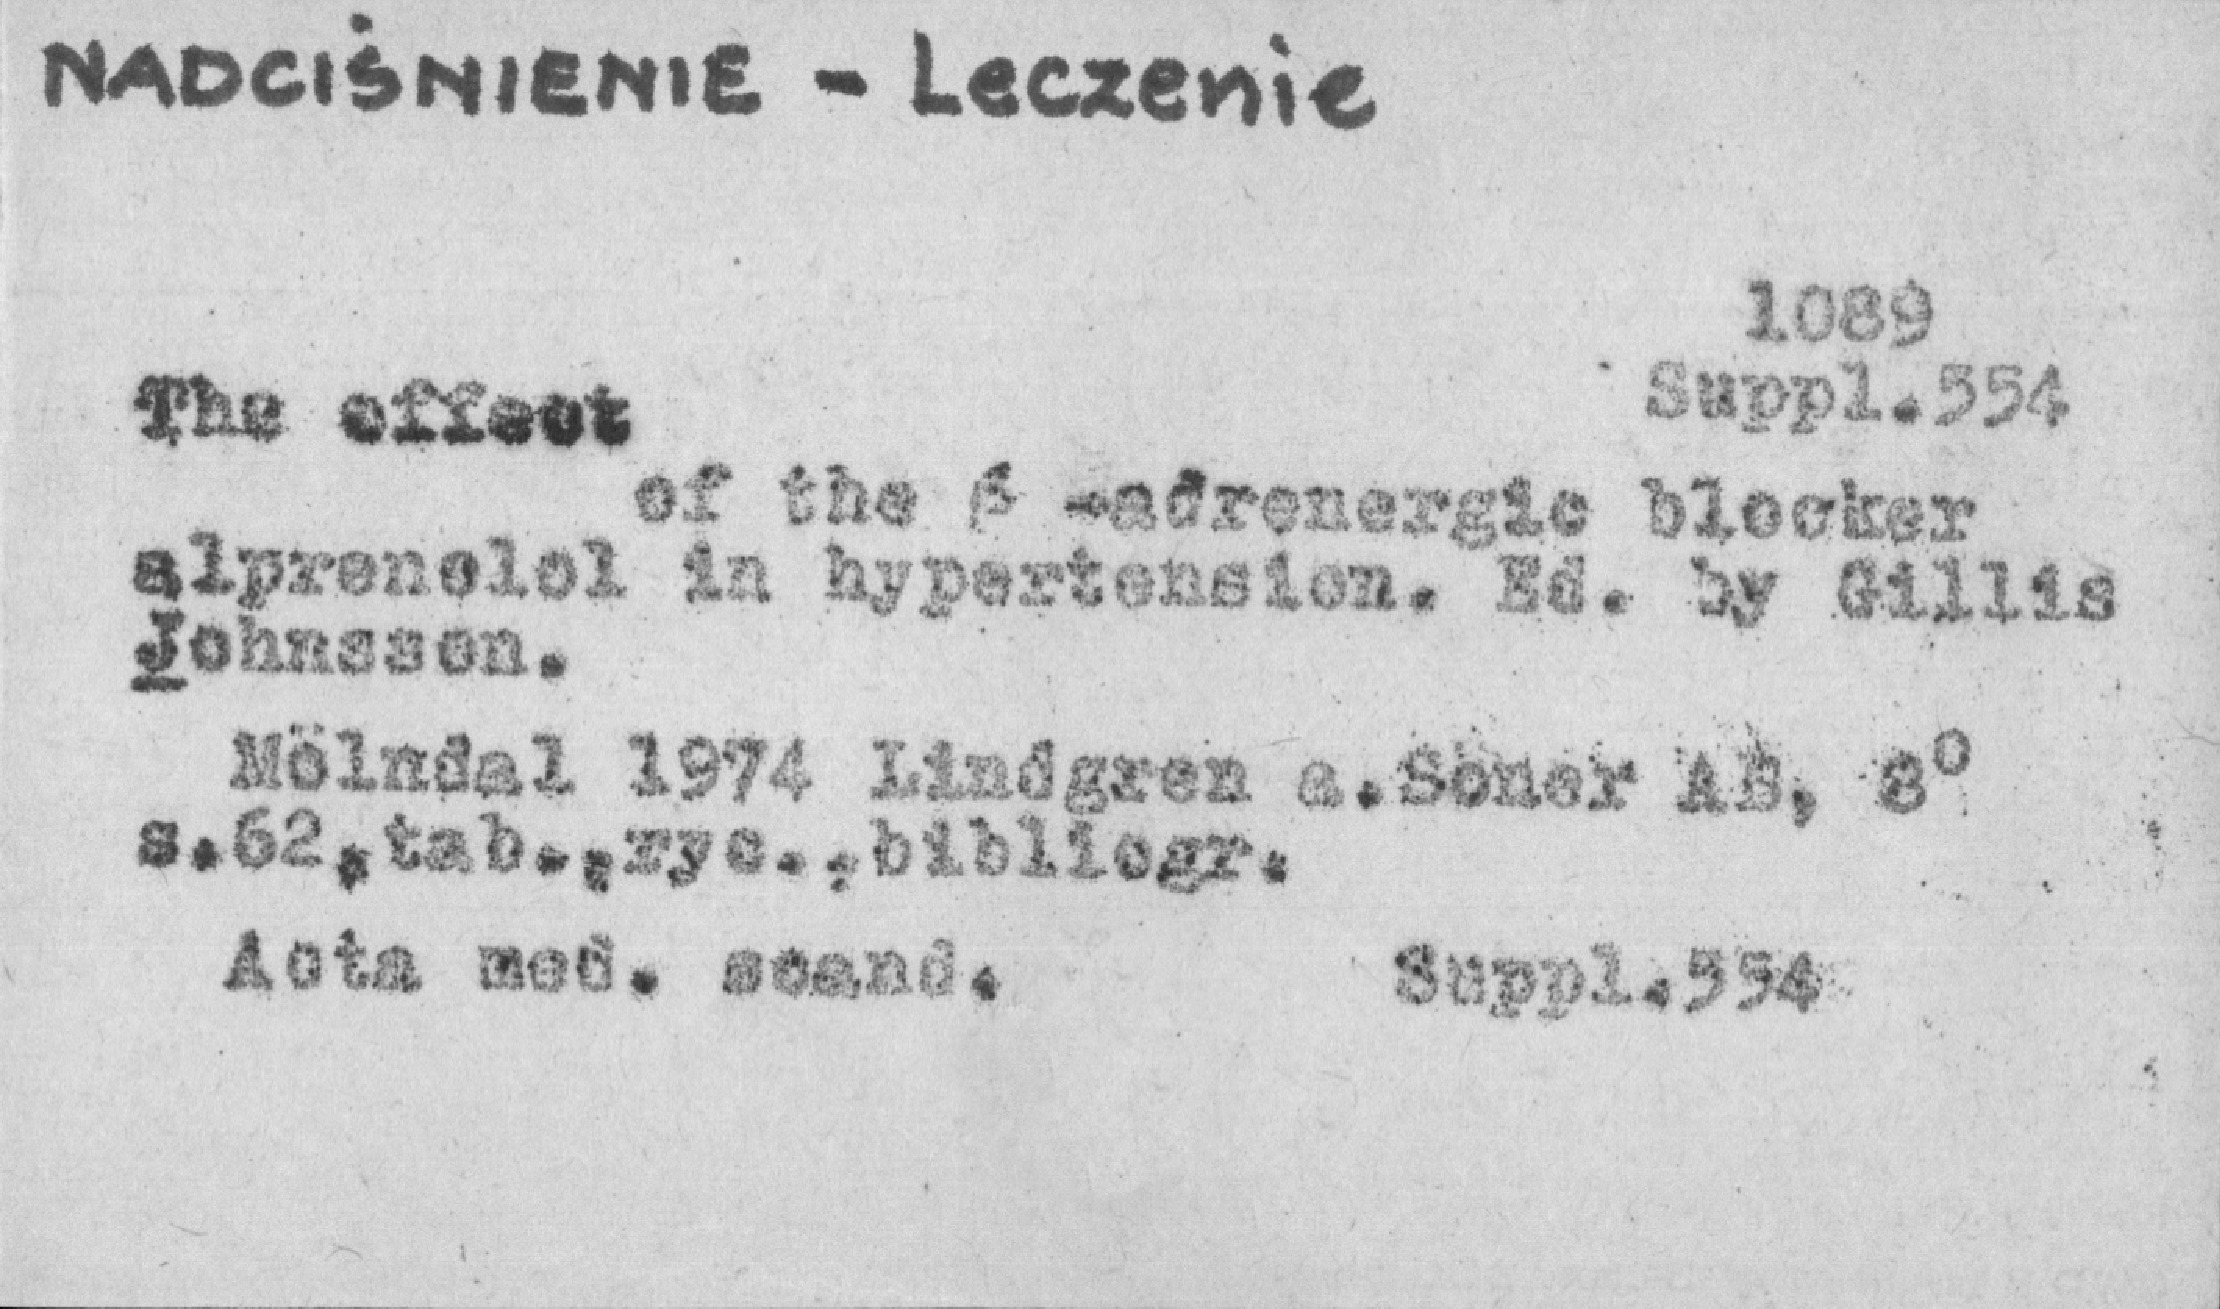 NADCIŚNIENIE - Leczenie
1089
Suppl.554
The effect
of the β -adrenergic blocker
alprenolol in hypertension. Ed. by Gillis
Johnsson.
Mölndal 1974 Lindgren a.Söner AB, 8⁰
s.62,tab.,ryc.,bibliogr.
Acta med. scand. Suppl.554